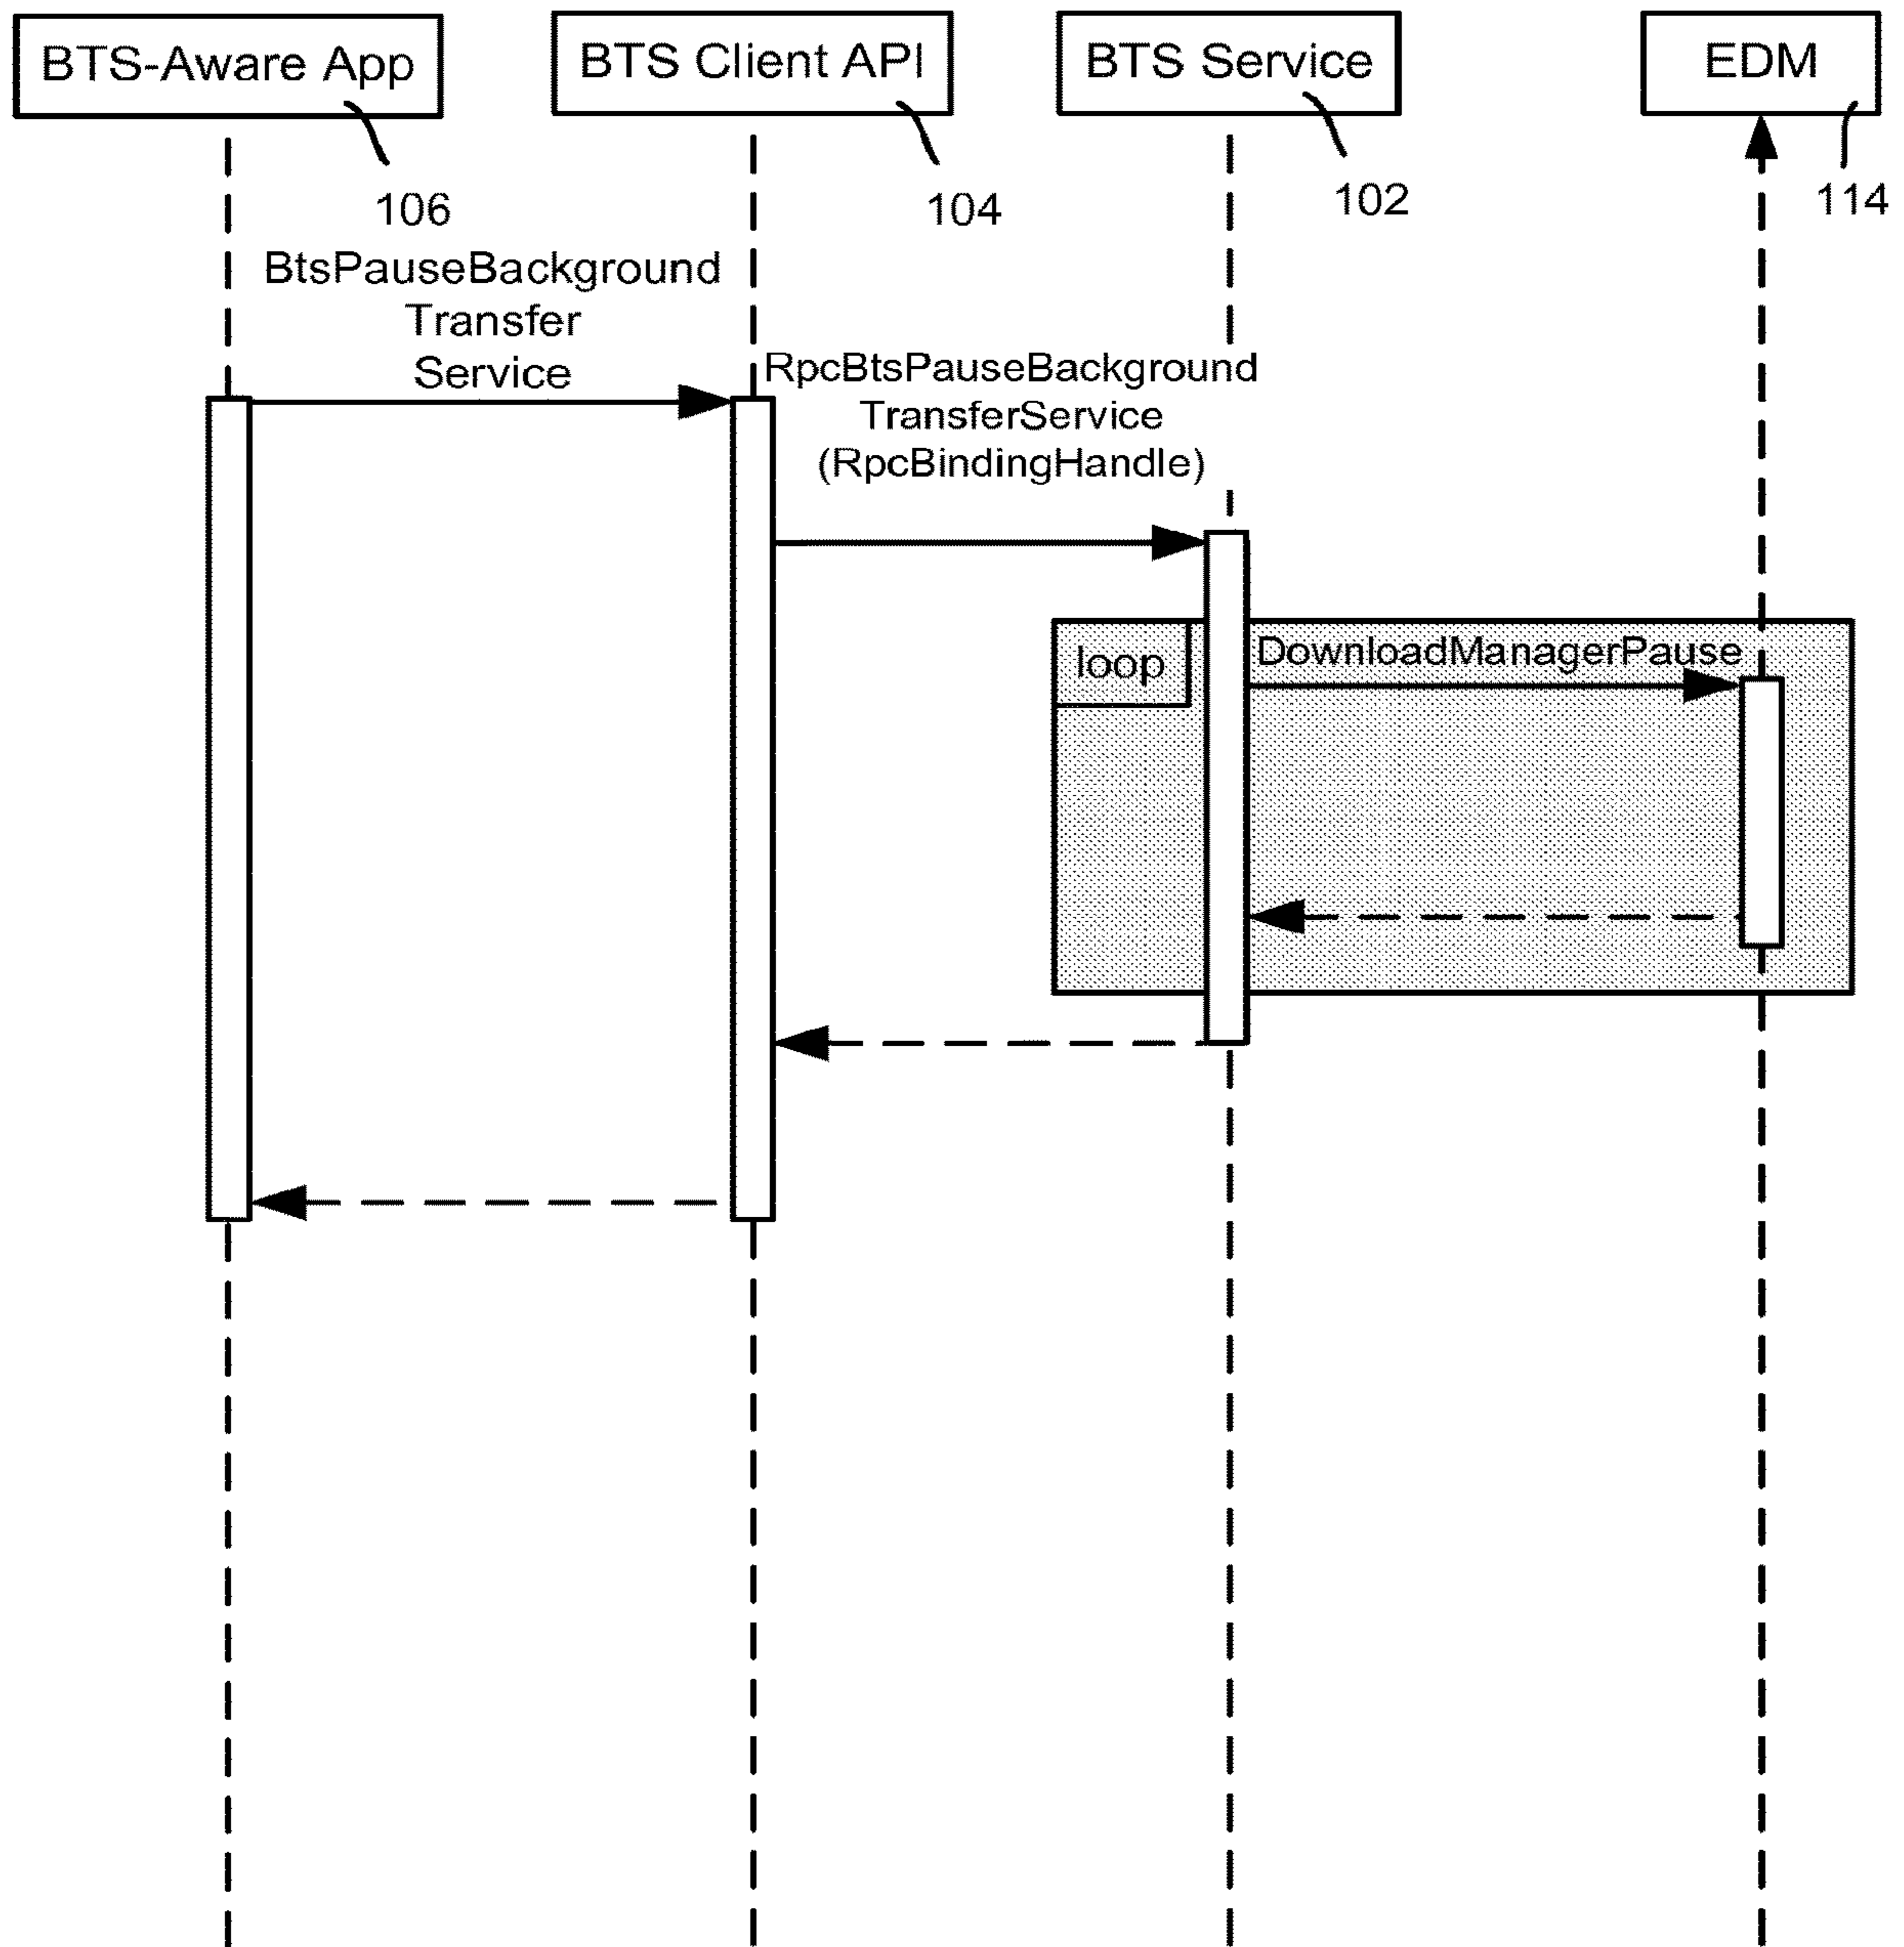 BTS-Aware App
BTS Client API
BTS Service
EDM
106
104
102
114
BtsPauseBackground
Transfer
Service
RpcBtsPauseBackground
TransferService
(RpcBindingHandle)
loop
DownloadManagerPause